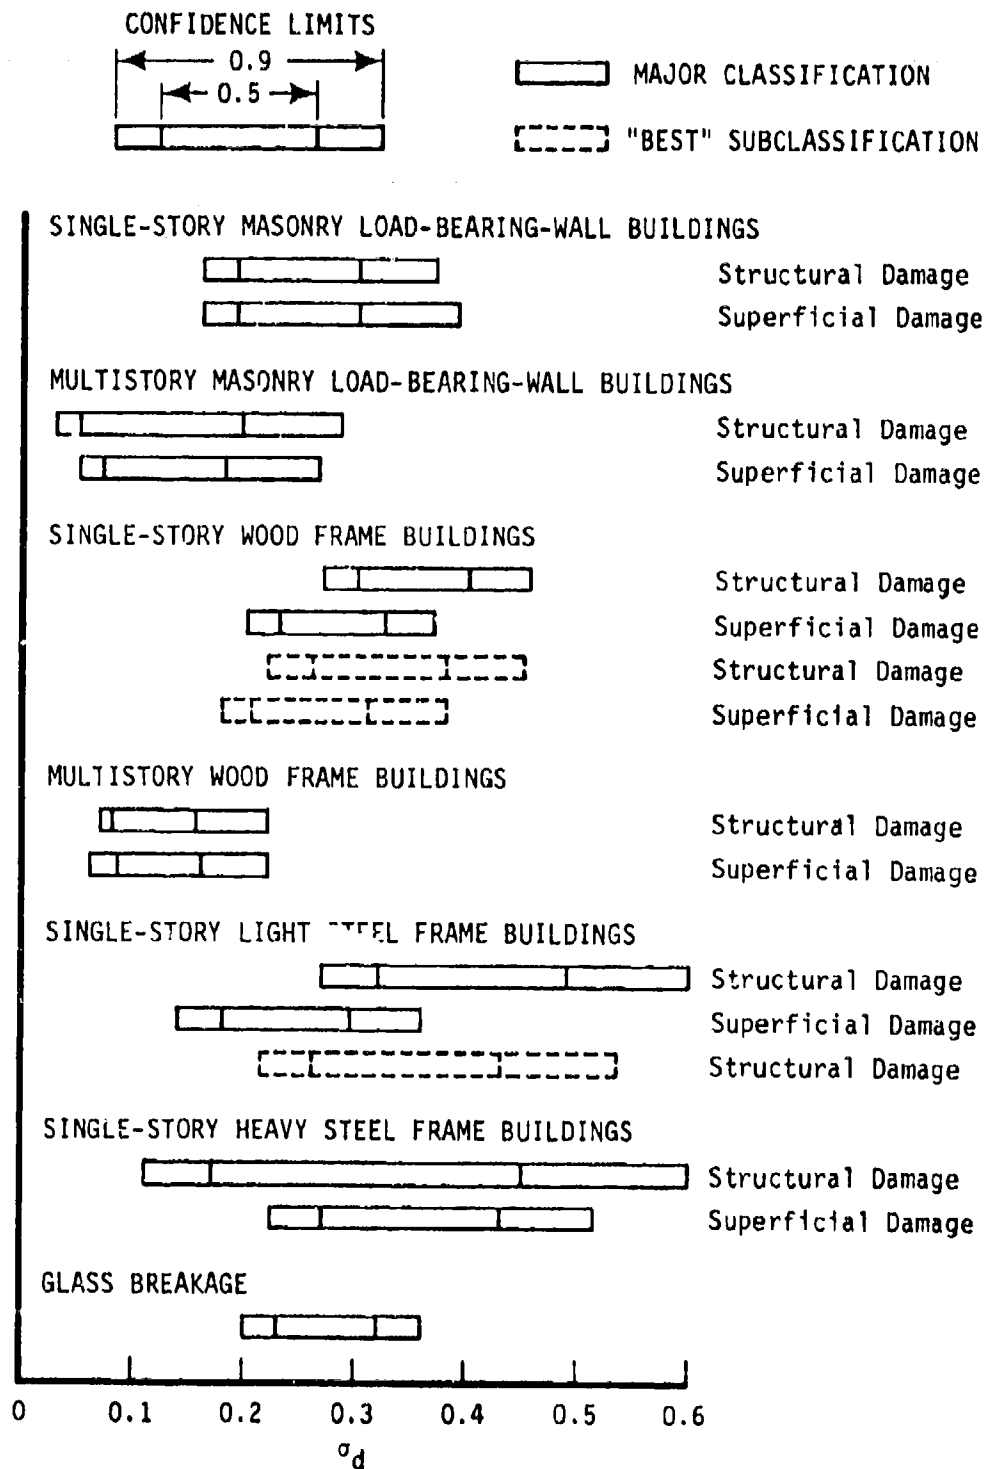 CONFIDENCE LIMITS
0.9
0.5
MAJOR CLASSIFICATION
"BEST" SUBCLASSIFICATION
SINGLE-STORY MASONRY LOAD-BEARING-WALL BUILDINGS
Structural Damage
Superficial Damage
MULTISTORY MASONRY LOAD-BEARING-WALL BUILDINGS
Structural Damage
Superficial Damage
SINGLE-STORY WOOD FRAME BUILDINGS
Structural Damage
Superficial Damage
Structural Damage
Superficial Damage
MULTISTORY WOOD FRAME BUILDINGS
Structural Damage
Superficial Damage
SINGLE-STORY LIGHT FRAME BUILDINGS
Structural Damage
Superficial Damage
Structural Damage
SINGLE-STORY HEAVY STEEL FRAME BUILDINGS
Structural Damage
Superficial Damage
GLASS BREAKAGE
0 0.1 0.2 0.3 0.4 0.5 0.6
σd